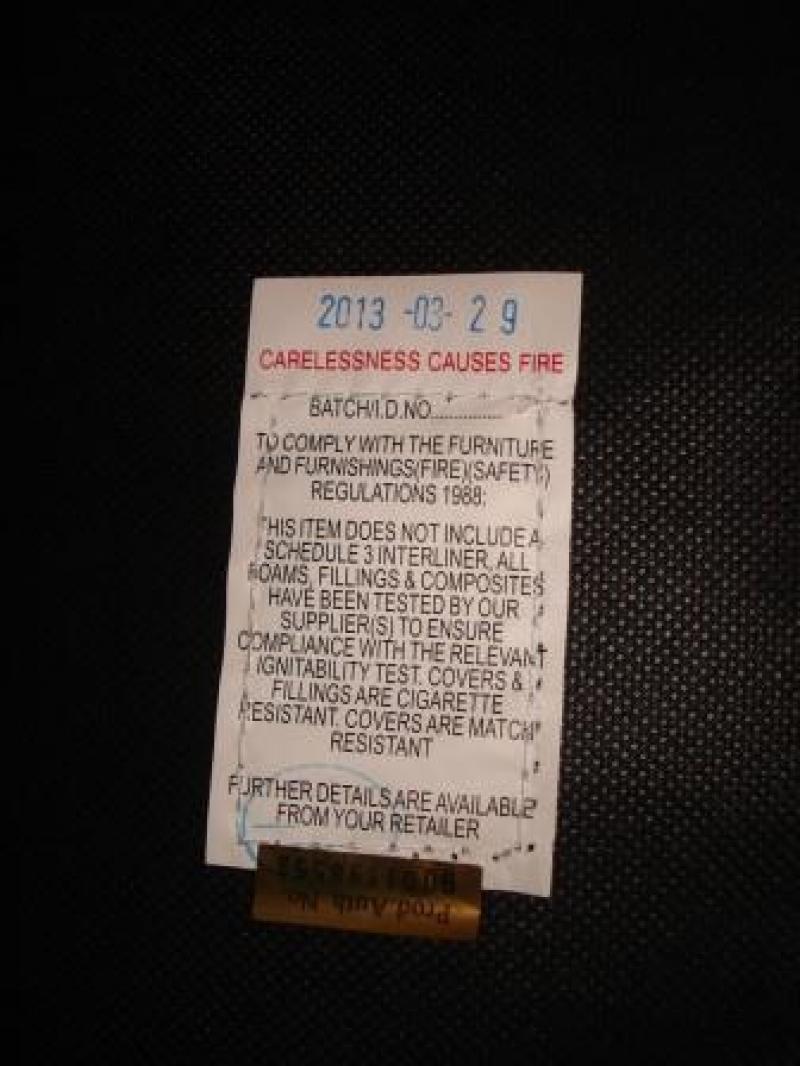 2013 -03- 29
CARELESSNESS CAUSES FIRE
BATCH/I.D.NO..............
TO COMPLY WITH THE FURNITURE
AND FURNISHINGS(FIRE)(SAFETY)
REGULATIONS 1988:
THIS ITEM DOES NOT INCLUDE A
SCHEDULE 3 INTERLINER. ALL
FOAMS, FILLINGS & COMPOSITES
HAVE BEEN TESTED BY OUR
SUPPLIER(S) TO ENSURE
COMPLIANCE WITH THE RELEVANT
IGNITABILITY TEST. COVERS &
FILLINGS ARE CIGARETTE
RESISTANT. COVERS ARE MATCH
RESISTANT
FURTHER DETAILS ARE AVAILABLE
FROM YOUR RETAILER
Prod.Auth No